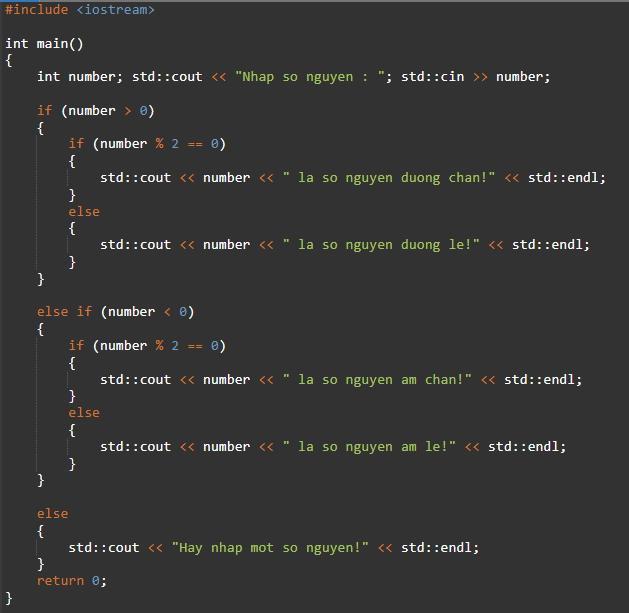 #include <iostream>
int main()
{
    int number; std::cout << "Nhap so nguyen : "; std::cin >> number;
    if (number > 0)
    {
        if (number % 2 == 0)
        {
            std::cout << number << " la so nguyen duong chan!" << std::endl;
        }
        else
        {
            std::cout << number << " la so nguyen duong le!" << std::endl;
        }
    }
    else if (number < 0)
    {
        if (number % 2 == 0)
        {
            std::cout << number << " la so nguyen am chan!" << std::endl;
        }
        else
        {
            std::cout << number << " la so nguyen am le!" << std::endl;
        }
    }
    else
    {
        std::cout << "Hay nhap mot so nguyen!" << std::endl;
    }
    return 0;
}